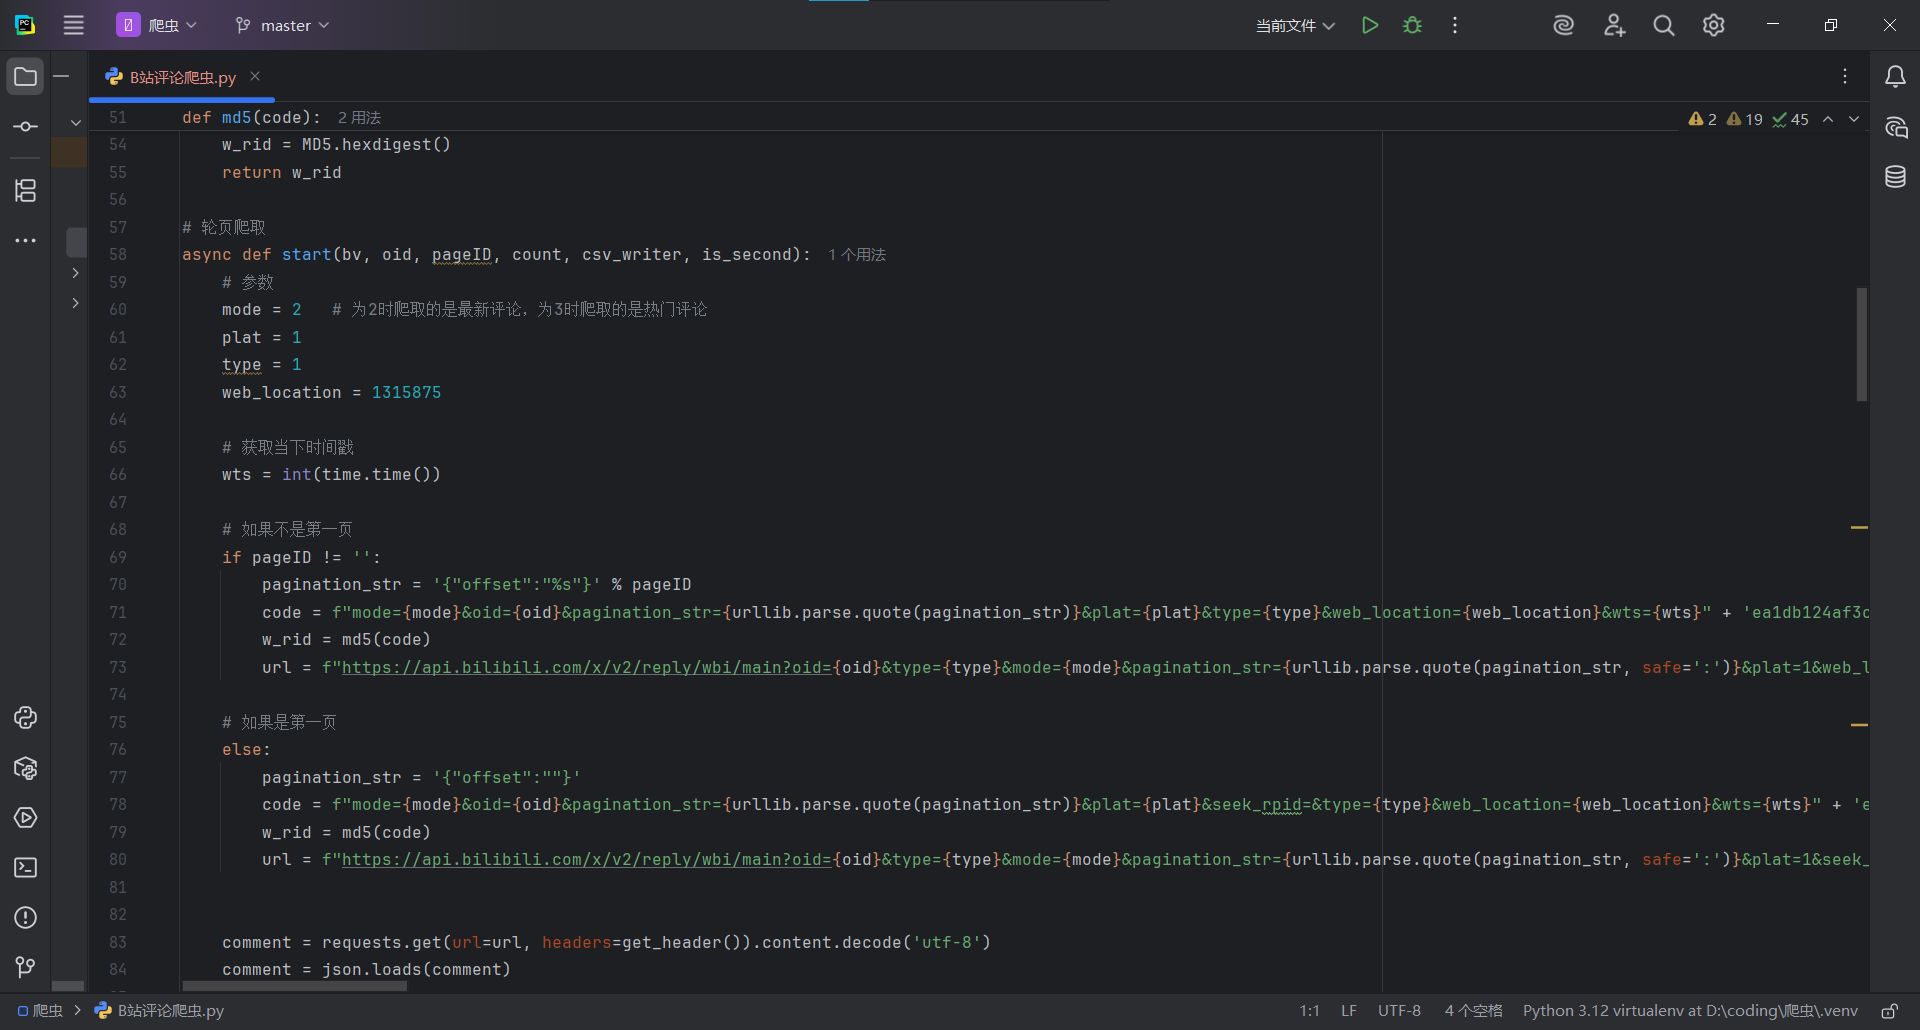 爬虫 master 当前文件
B站评论爬虫.py
51 def md5(code): 2 用法 2 19 45
54 w_rid = MD5.hexdigest()
55 return w_rid
56
57 # 轮页爬取
58 async def start(bv, oid, pageID, count, csv_writer, is_second): 1 个用法
59 # 参数
60 mode = 2 # 为2时爬取的是最新评论，为3时爬取的是热门评论
61 plat = 1
62 type = 1
63 web_location = 1315875
64
65 # 获取当下时间戳
66 wts = int(time.time())
67
68 # 如果不是第一页
69 if pageID != '':
70 pagination_str = '{"offset":"%s"}' % pageID
71 code = f"mode={mode}&oid={oid}&pagination_str={urllib.parse.quote(pagination_str)}&plat={plat}&type={type}&web_location={web_location}&wts={wts}" + 'ea1db124af3c
72 w_rid = md5(code)
73 url = f"https://api.bilibili.com/x/v2/reply/wbi/main?oid={oid}&type={type}&mode={mode}&pagination_str={urllib.parse.quote(pagination_str, safe=':')}&plat=1&web_l
74
75 # 如果是第一页
76 else:
77 pagination_str = '{"offset":""}'
78 code = f"mode={mode}&oid={oid}&pagination_str={urllib.parse.quote(pagination_str)}&plat={plat}&seek_rpid=&type={type}&web_location={web_location}&wts={wts}" + 'e
79 w_rid = md5(code)
80 url = f"https://api.bilibili.com/x/v2/reply/wbi/main?oid={oid}&type={type}&mode={mode}&pagination_str={urllib.parse.quote(pagination_str, safe=':')}&plat=1&seek_
81
82
83 comment = requests.get(url=url, headers=get_header()).content.decode('utf-8')
84 comment = json.loads(comment)
爬虫 B站评论爬虫.py 1:1 LF UTF-8 4 个空格 Python 3.12 virtualenv at D:\coding\爬虫\.venv